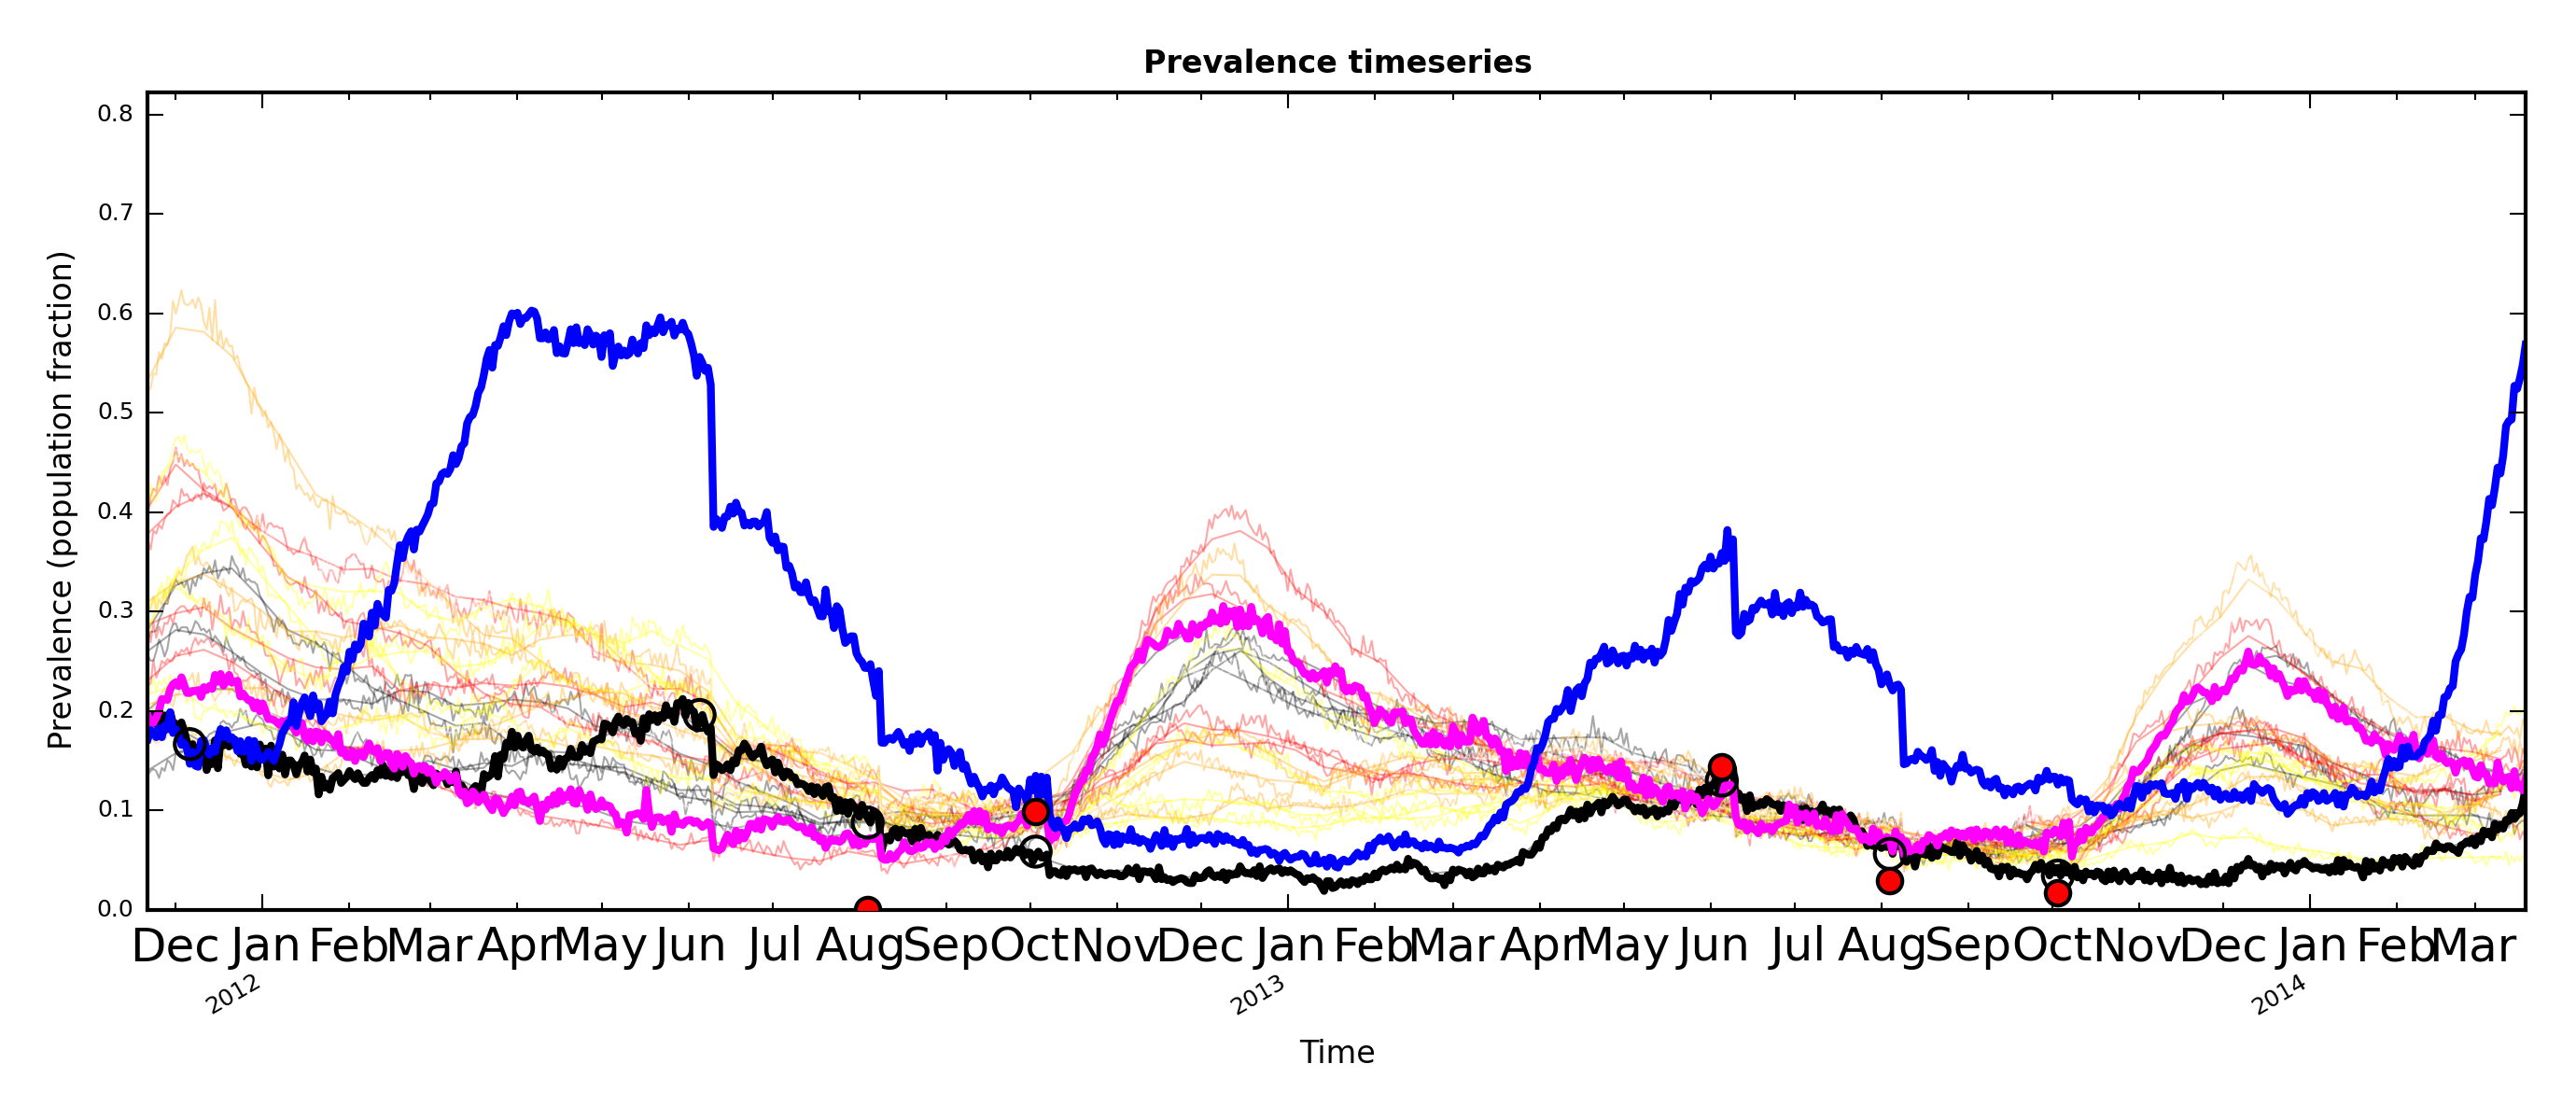 Prevalence timeseries
Prevalence (population fraction)
0.8
0.7
0.6
0.5
0.4
0.3
0.2
0.1
0.0
Dec Jan Feb Mar Apr May Jun Jul Aug Sep Oct Nov Dec Jan Feb Mar Apr May Jun Jul Aug Sep Oct Nov Dec Jan Feb Mar
2012 2013 2014
Time